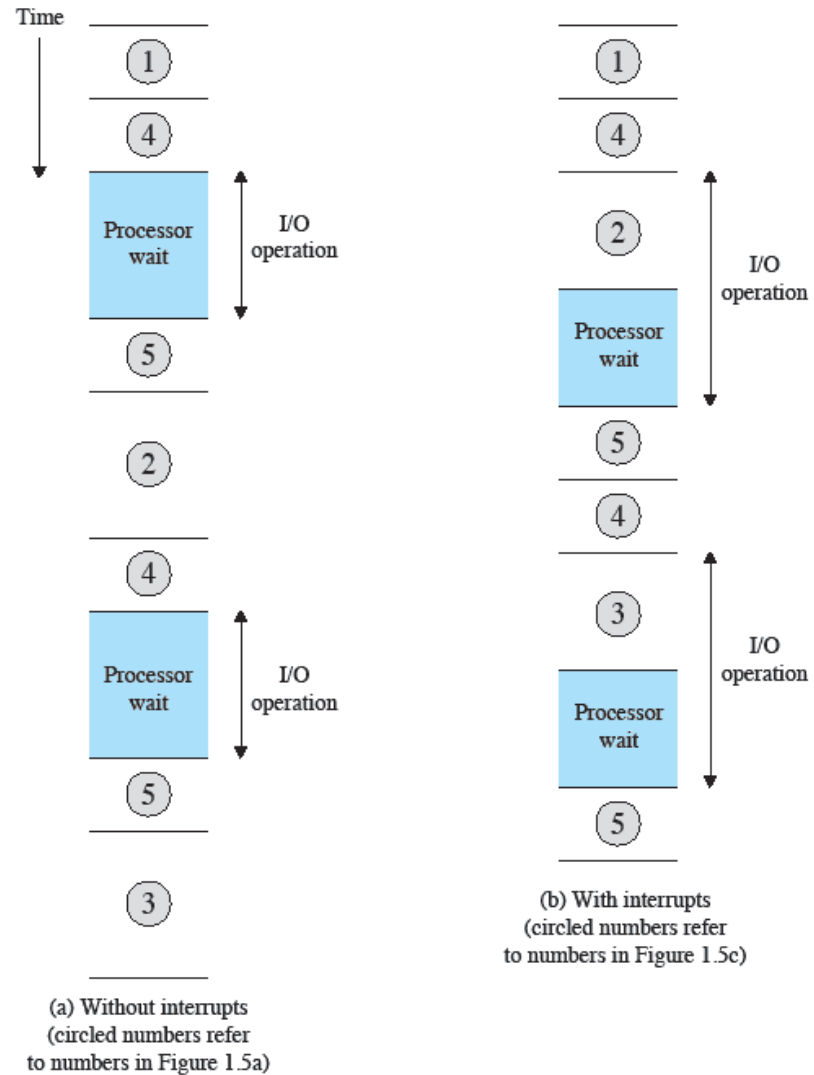 Time
1
4
Processor
wait
I/O
operation
5
2
4
Processor
wait
I/O
operation
5
3
(a) Without interrupts
(circled numbers refer
to numbers in Figure 1.5a)
1
4
2
Processor
wait
I/O
operation
5
4
3
Processor
wait
I/O
operation
5
(b) With interrupts
(circled numbers refer
to numbers in Figure 1.5c)